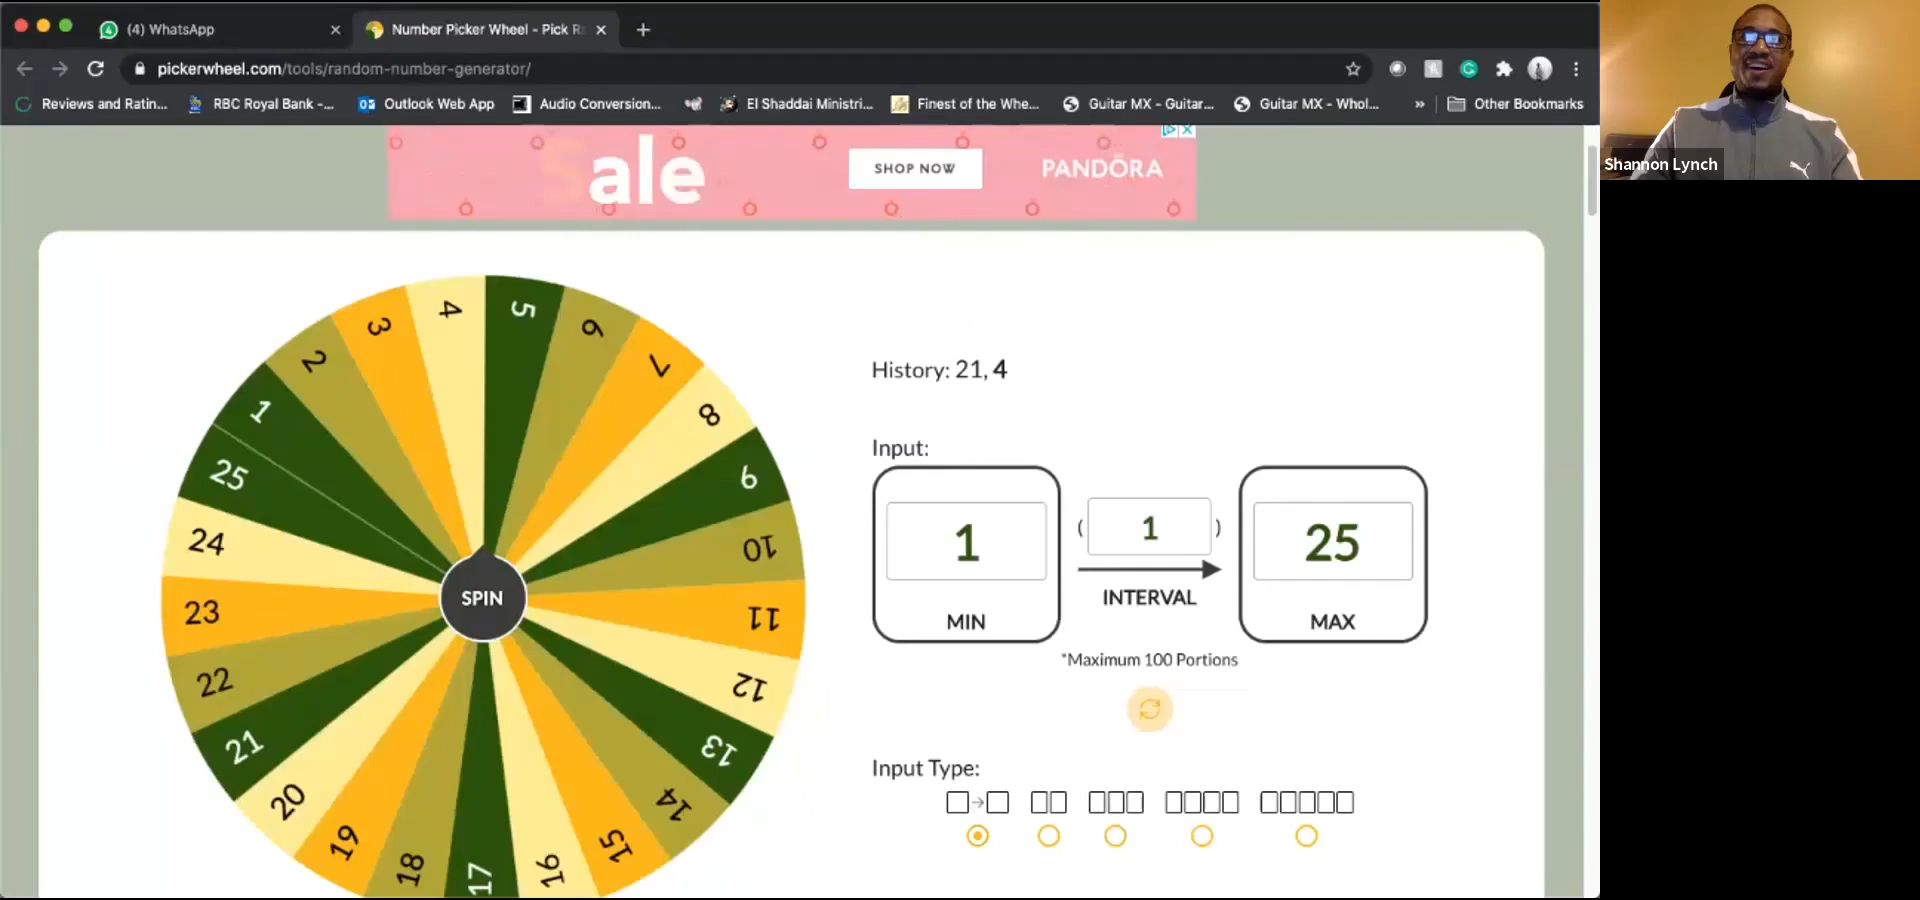 (4) WhatsApp
Number Picker Wheel - Pick R
pickerwheel.com/tools/random-number-generator/
Reviews and Ratin...
RBC Royal Bank -...
Outlook Web App
Audio Conversion...
El Shaddai Ministri...
Finest of the Whe...
Guitar MX - Guitar...
Guitar MX - Whol...
»
Other Bookmarks
Shannon Lynch
Sale
SHOP NOW
PANDÖRA
1
2
3
4
5
6
7
8
9
10
11
12
13
14
15
16
17
18
19
20
21
22
23
24
25
SPIN
History: 21, 4
Input:
1
MIN
( 1 )
INTERVAL
25
MAX
*Maximum 100 Portions
Input Type: